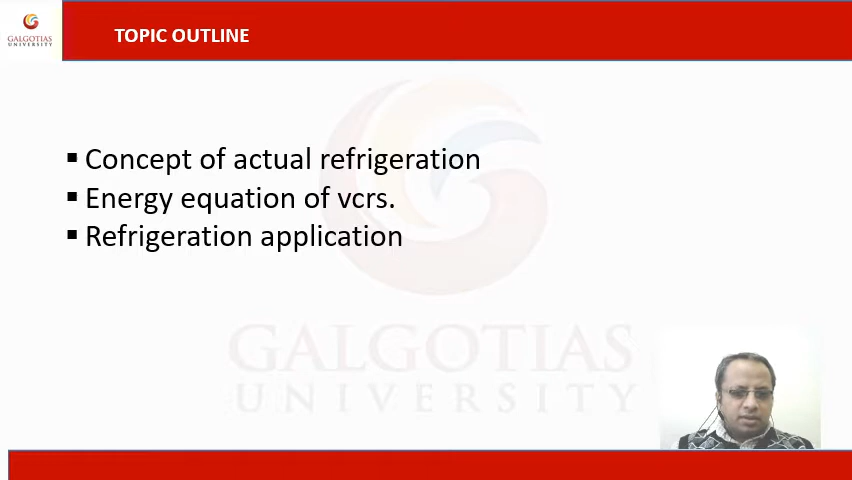 GALGOTIAS
UNIVERSITY
TOPIC OUTLINE
▪ Concept of actual refrigeration
▪ Energy equation of vcrs.
▪ Refrigeration application
GALGOTIAS
UNIVERSITY